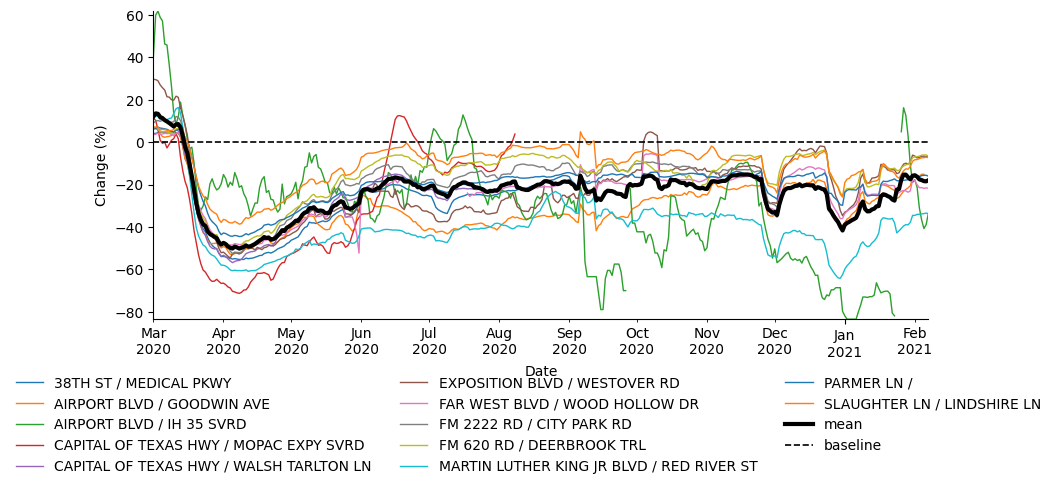 60
40
20
0
−20
−40
−60
−80
Change (%)
Mar Apr May Jun Jul Aug Sep Oct Nov Dec Jan Feb
2020 2020 2020 2020 2020 2020 2020 2020 2020 2020 2021 2021
Date
38TH ST / MEDICAL PKWY
AIRPORT BLVD / GOODWIN AVE
AIRPORT BLVD / IH 35 SVRD
CAPITAL OF TEXAS HWY / MOPAC EXPY SVRD
CAPITAL OF TEXAS HWY / WALSH TARLTON LN
EXPOSITION BLVD / WESTOVER RD
FAR WEST BLVD / WOOD HOLLOW DR
FM 2222 RD / CITY PARK RD
FM 620 RD / DEERBROOK TRL
MARTIN LUTHER KING JR BLVD / RED RIVER ST
PARMER LN /
SLAUGHTER LN / LINDSHIRE LN
mean
baseline